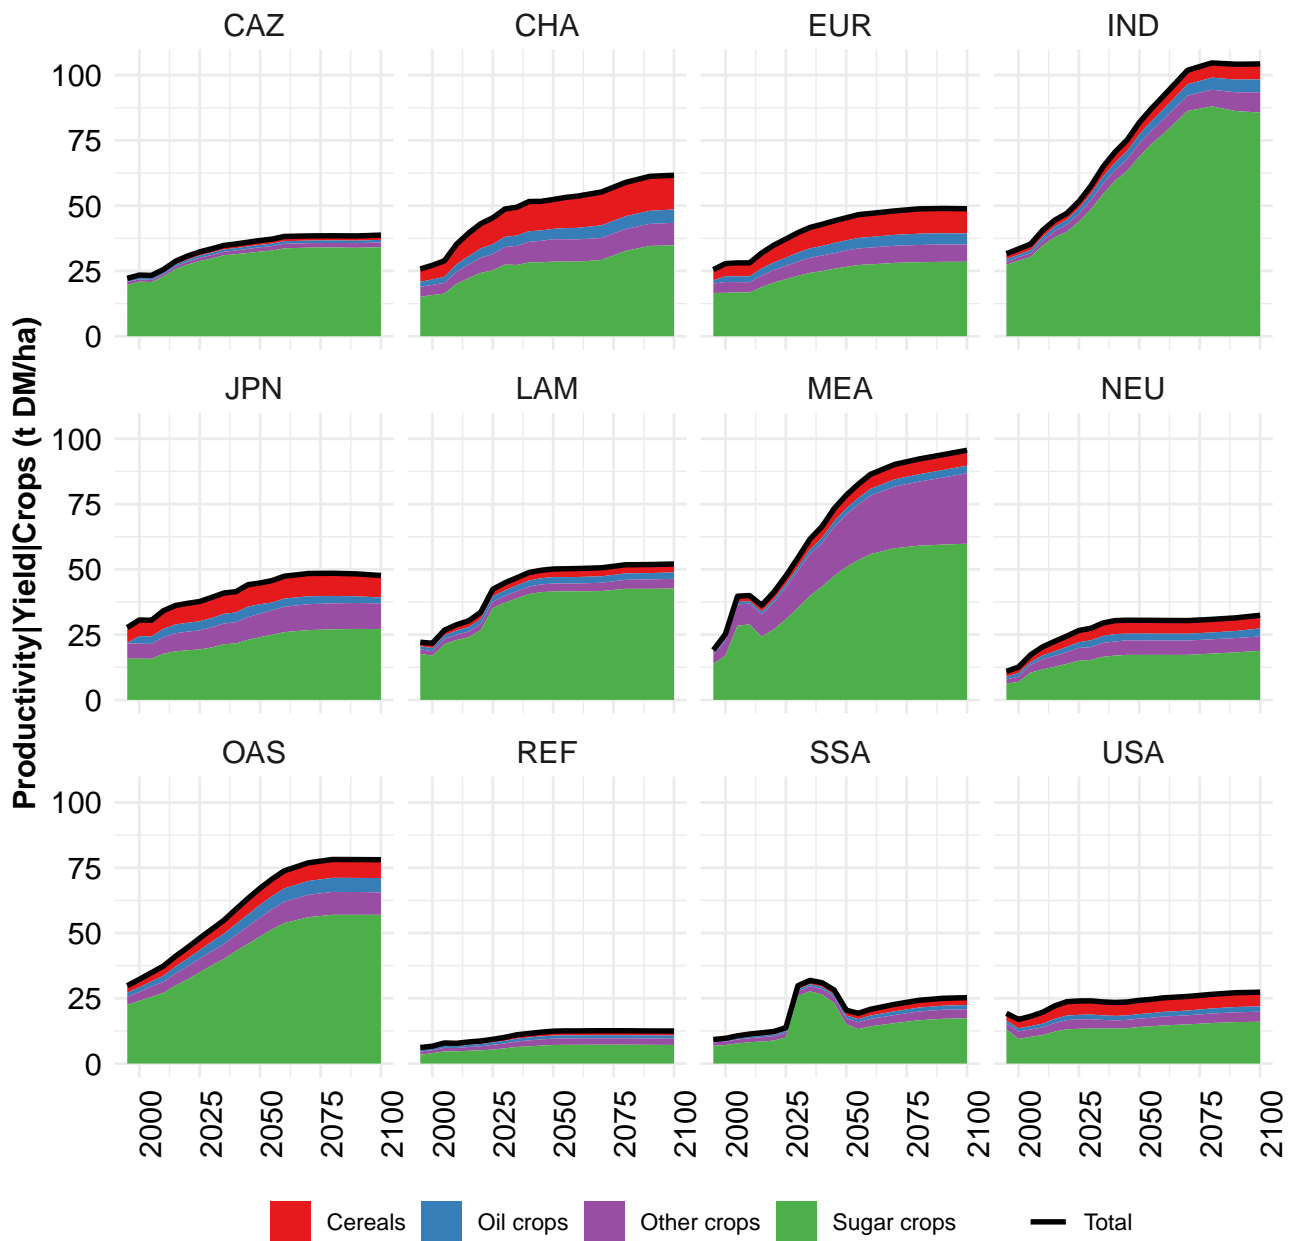 CAZ CHA EUR IND
100
75
50
25
0
JPN LAM MEA NEU
100
75
50
25
0
OAS REF SSA USA
100
75
50
25
0
2000 2025 2050 2075 2100 2000 2025 2050 2075 2100 2000 2025 2050 2075 2100 2000 2025 2050 2075 2100
Productivity|Yield|Crops (t DM/ha)
Cereals Oil crops Other crops Sugar crops Total